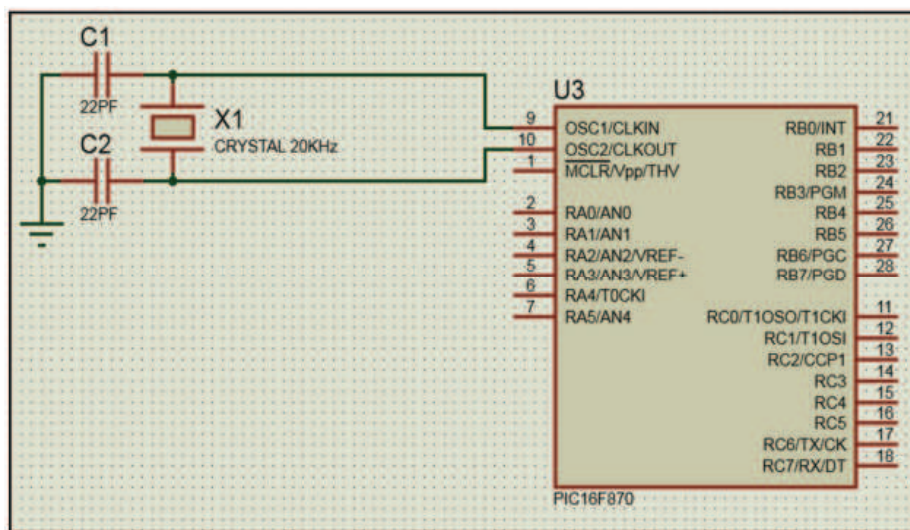 C1
22PF
X1
CRYSTAL 20KHz
C2
22PF
U3
9 OSC1/CLKIN
10 OSC2/CLKOUT
1 MCLR/Vpp/THV
2 RA0/AN0
3 RA1/AN1
4 RA2/AN2/VREF-
5 RA3/AN3/VREF+
6 RA4/T0CKI
7 RA5/AN4
RB0/INT 21
RB1 22
RB2 23
RB3/PGM 24
RB4 25
RB5 26
RB6/PGC 27
RB7/PGD 28
RC0/T1OSO/T1CKI 11
RC1/T1OSI 12
RC2/CCP1 13
RC3 14
RC4 15
RC5 16
RC6/TX/CK 17
RC7/RX/DT 18
PIC16F870